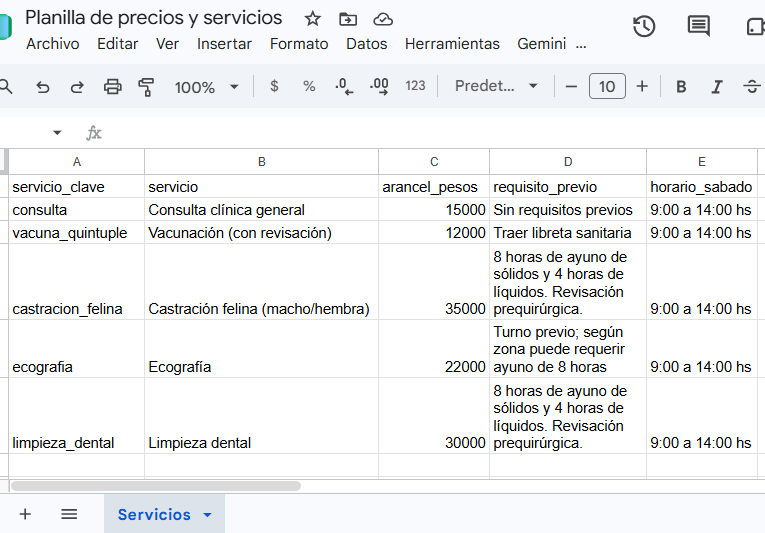 Planilla de precios y servicios
Archivo Editar Ver Insertar Formato Datos Herramientas Gemini ...
100% $ % .0 .00 123 Predet... − 10 + B I S
fx
A B C D E
servicio_clave servicio arancel_pesos requisito_previo horario_sabado
consulta Consulta clínica general 15000 Sin requisitos previos 9:00 a 14:00 hs
vacuna_quintuple Vacunación (con revisación) 12000 Traer libreta sanitaria 9:00 a 14:00 hs
8 horas de ayuno de
sólidos y 4 horas de
líquidos. Revisación
castracion_felina Castración felina (macho/hembra) 35000 prequirúrgica. 9:00 a 14:00 hs
Turno previo; según
zona puede requerir
ecografia Ecografía 22000 ayuno de 8 horas 9:00 a 14:00 hs
8 horas de ayuno de
sólidos y 4 horas de
líquidos. Revisación
limpieza_dental Limpieza dental 30000 prequirúrgica. 9:00 a 14:00 hs
+ Servicios